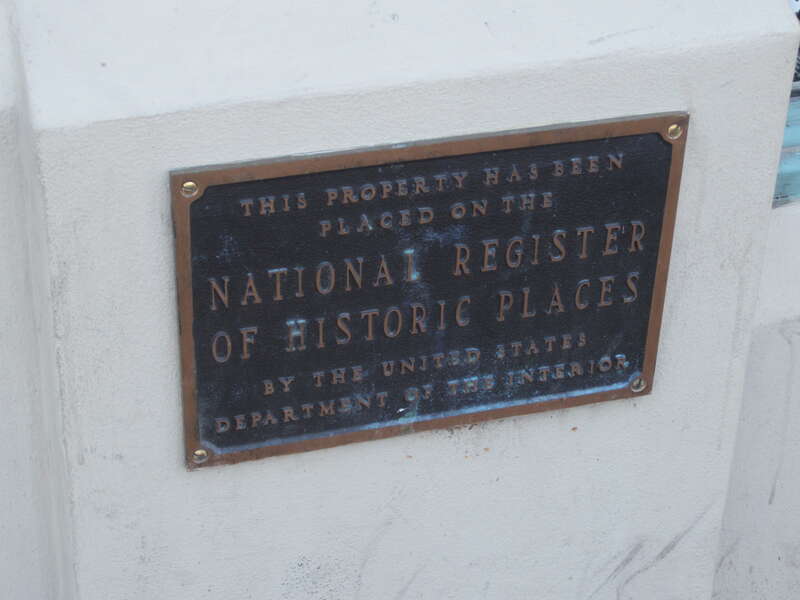 THIS PROPERTY HAS BEEN
PLACED ON THE
NATIONAL REGISTER
OF HISTORIC PLACES
BY THE UNITED STATES
DEPARTMENT OF THE INTERIOR